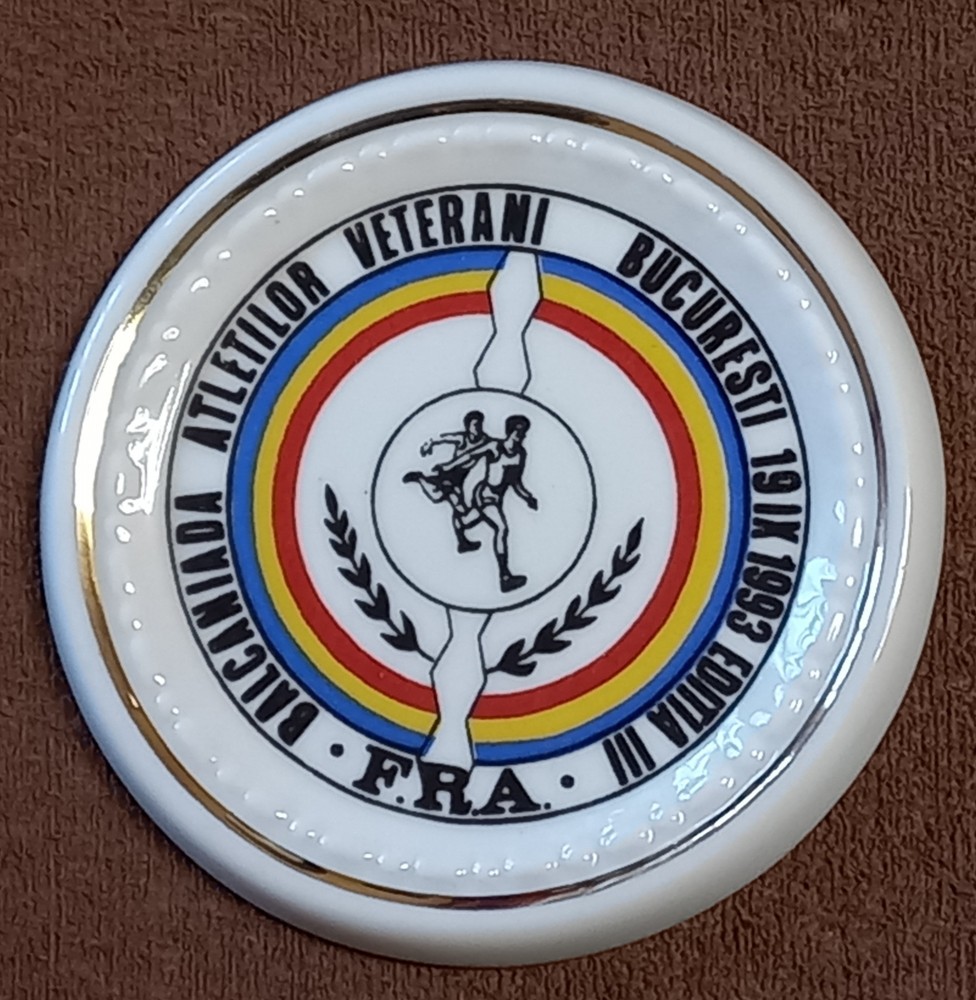 BALCANIADA ATLETILOR VETERANI BUCURESTI 19 IX 1993 EDITIA III
• F.R.A. •